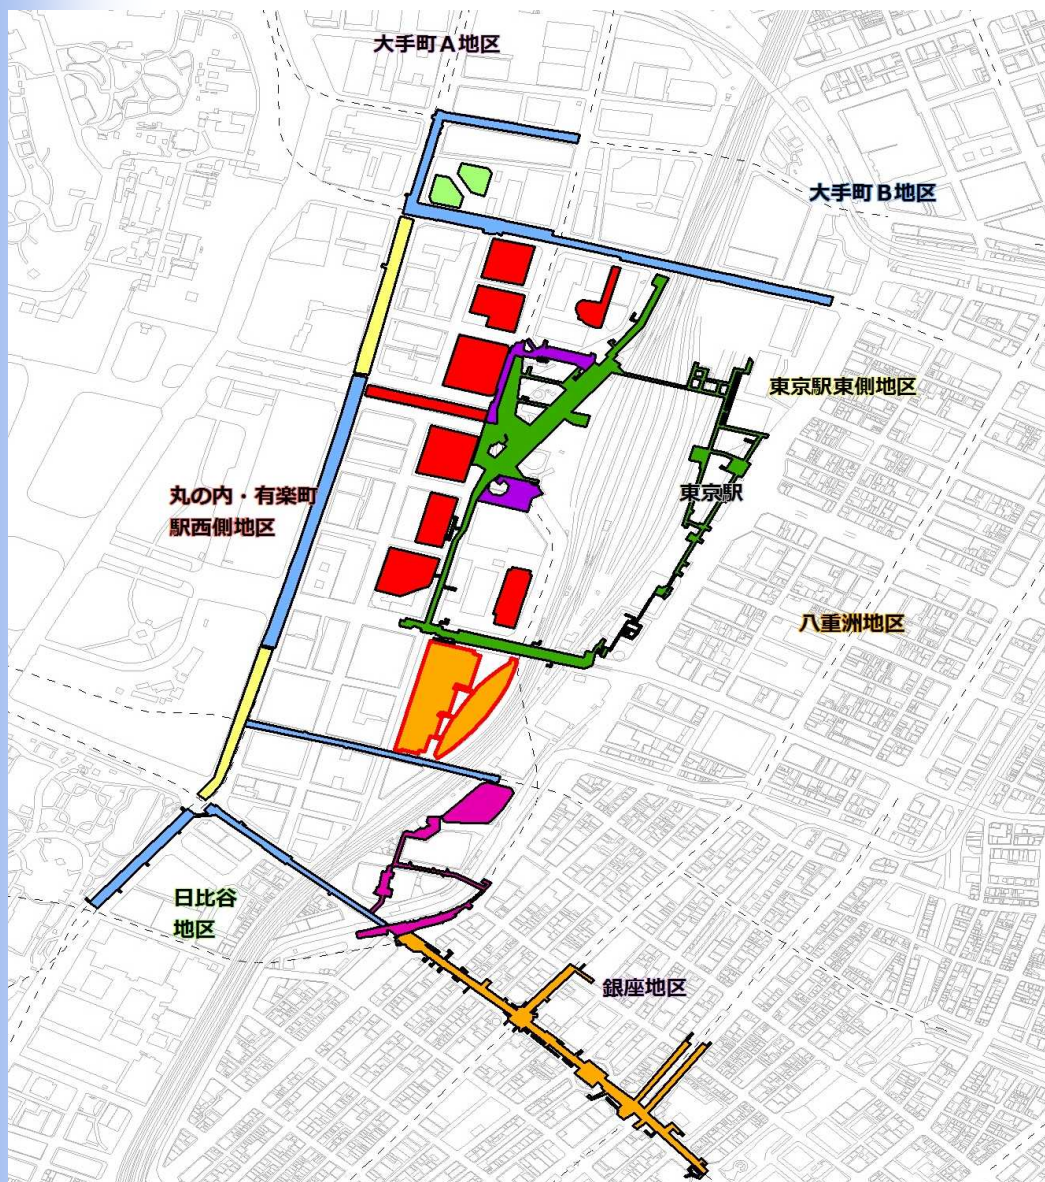 大手町Ａ地区
大手町Ｂ地区
東京駅東側地区
丸の内・有楽町
駅西側地区
東京駅
八重洲地区
日比谷
地区
銀座地区